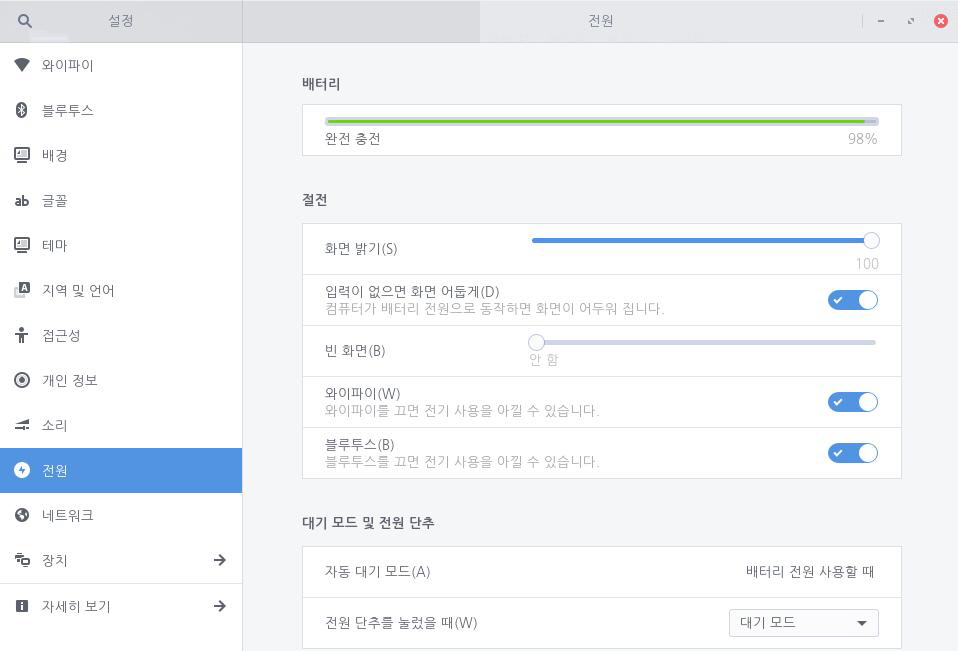 설정
전원
와이파이
블루투스
배경
ab 글꼴
테마
A 지역 및 언어
접근성
개인 정보
소리
전원
네트워크
장치
자세히 보기
배터리
완전 충전 98%
절전
화면 밝기(S)
100
입력이 없으면 화면 어둡게(D)
컴퓨터가 배터리 전원으로 동작하면 화면이 어두워 집니다.
빈 화면(B)
안 함
와이파이(W)
와이파이를 끄면 전기 사용을 아낄 수 있습니다.
블루투스(B)
블루투스를 끄면 전기 사용을 아낄 수 있습니다.
대기 모드 및 전원 단추
자동 대기 모드(A) 배터리 전원 사용할 때
전원 단추를 눌렀을 때(W) 대기 모드